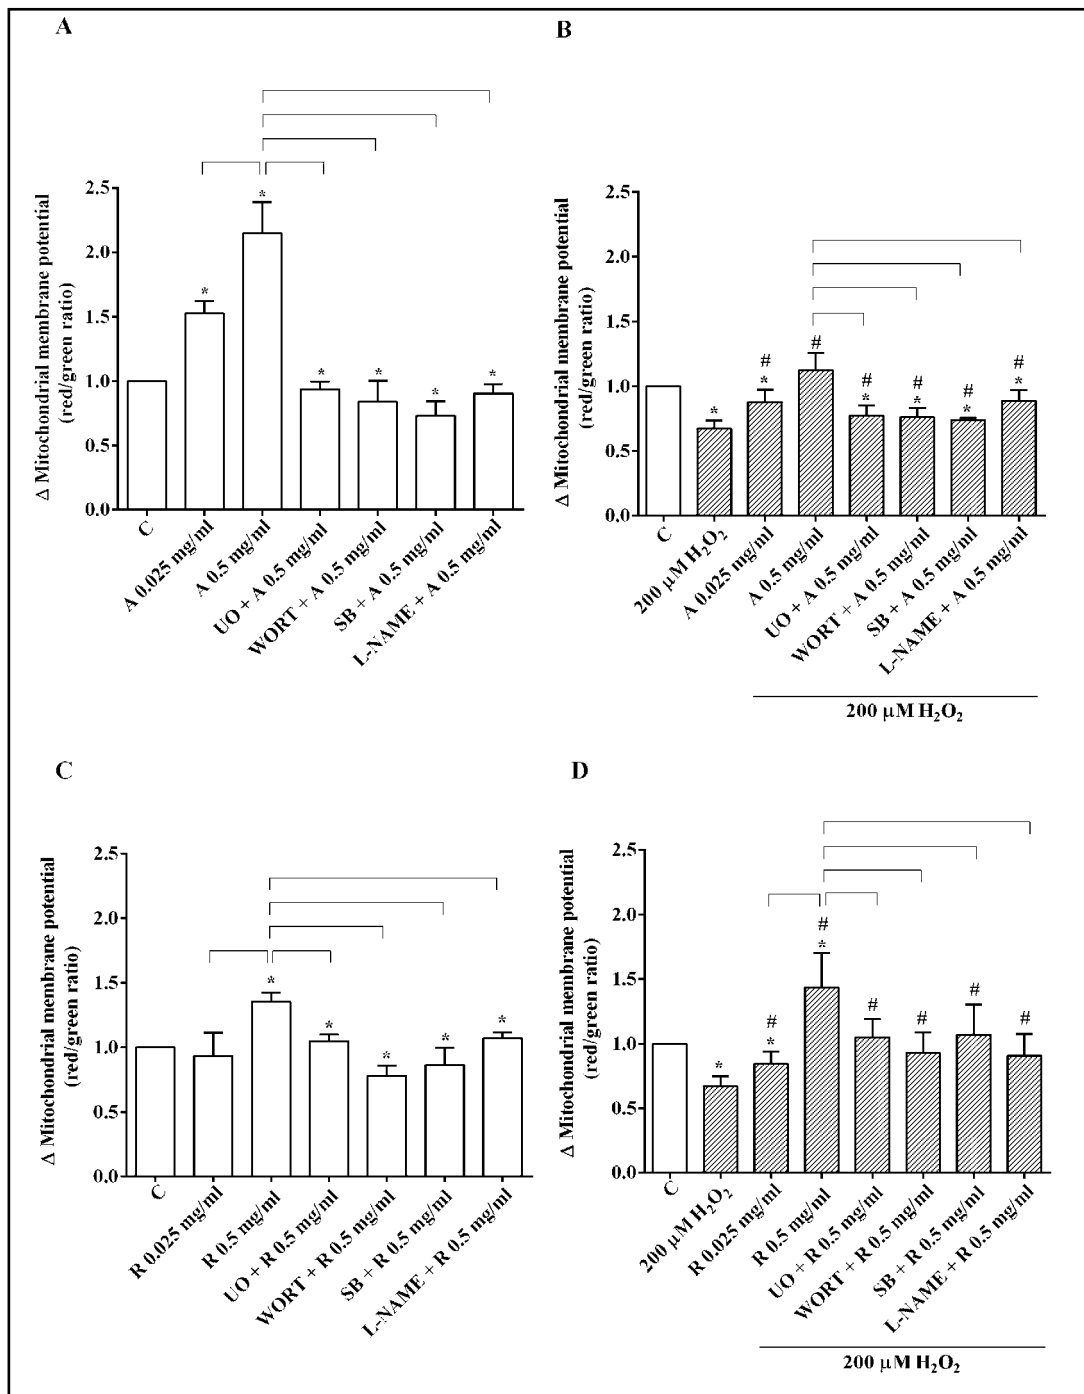 A
Δ Mitochondrial membrane potential
(red/green ratio)
2.5
2.0
1.5
1.0
0.5
0.0
* * * * * *
C
A 0.025 mg/ml
A 0.5 mg/ml
UO + A 0.5 mg/ml
WORT + A 0.5 mg/ml
SB + A 0.5 mg/ml
L-NAME + A 0.5 mg/ml
B
Δ Mitochondrial membrane potential
(red/green ratio)
2.5
2.0
1.5
1.0
0.5
0.0
# # # # # #
* * * * * *
C
200 μM H₂O₂
A 0.025 mg/ml
A 0.5 mg/ml
UO + A 0.5 mg/ml
WORT + A 0.5 mg/ml
SB + A 0.5 mg/ml
L-NAME + A 0.5 mg/ml
200 μM H₂O₂
C
Δ Mitochondrial membrane potential
(red/green ratio)
2.5
2.0
1.5
1.0
0.5
0.0
* * * * *
C
R 0.025 mg/ml
R 0.5 mg/ml
UO + R 0.5 mg/ml
WORT + R 0.5 mg/ml
SB + R 0.5 mg/ml
L-NAME + R 0.5 mg/ml
D
Δ Mitochondrial membrane potential
(red/green ratio)
2.5
2.0
1.5
1.0
0.5
0.0
# # # # # #
* * *
C
200 μM H₂O₂
R 0.025 mg/ml
R 0.5 mg/ml
UO + R 0.5 mg/ml
WORT + R 0.5 mg/ml
SB + R 0.5 mg/ml
L-NAME + R 0.5 mg/ml
200 μM H₂O₂